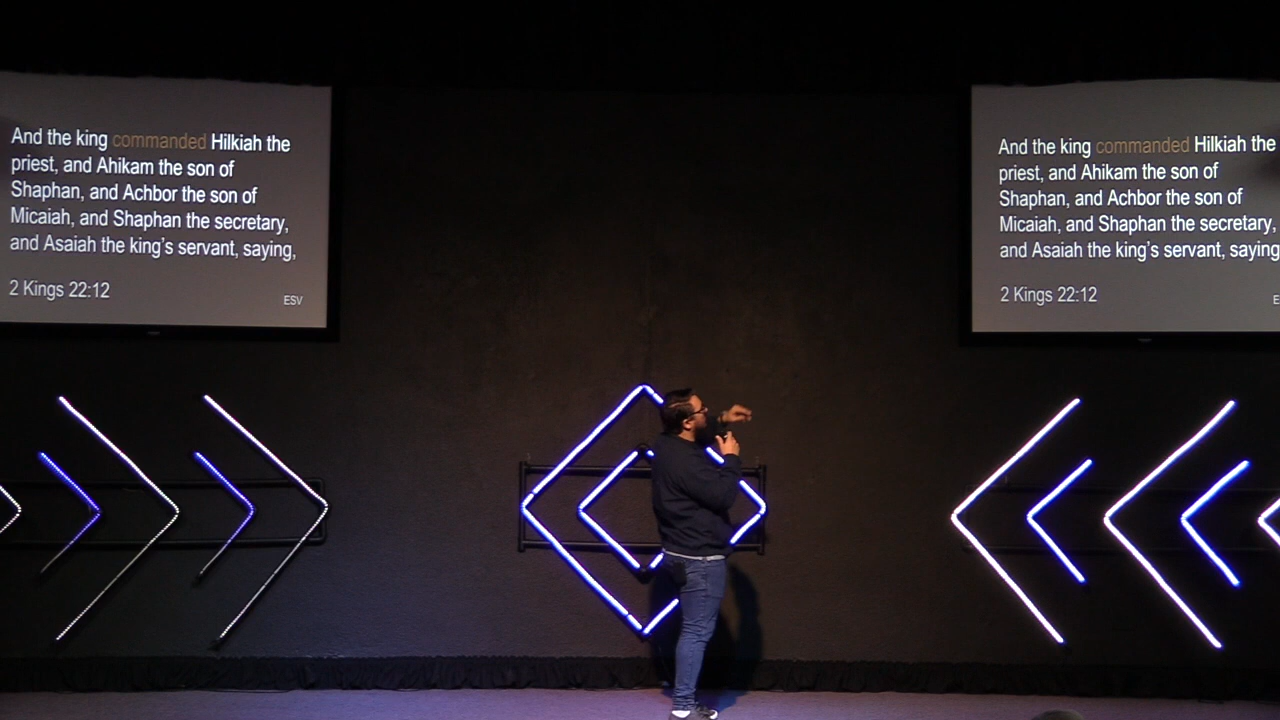 And the king commanded Hilkiah the
priest, and Ahikam the son of
Shaphan, and Achbor the son of
Micaiah, and Shaphan the secretary,
and Asaiah the king's servant, saying,
2 Kings 22:12
ESV
And the king commanded Hilkiah the
priest, and Ahikam the son of
Shaphan, and Achbor the son of
Micaiah, and Shaphan the secretary,
and Asaiah the king's servant, saying
2 Kings 22:12
E